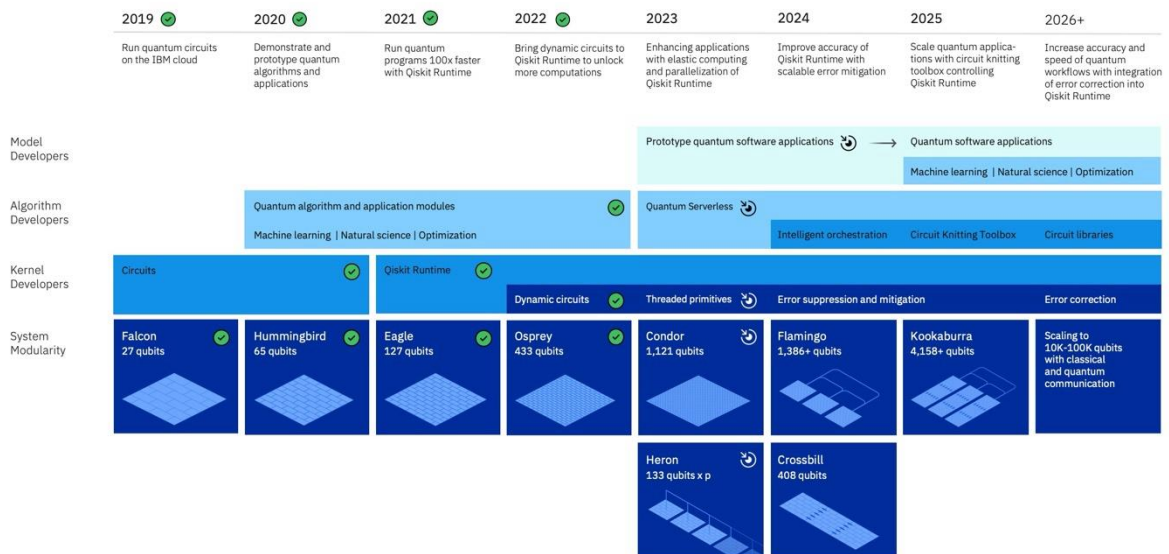 2019
2020
2021
2022
2023
2024
2025
2026+
Run quantum circuits
on the IBM cloud
Demonstrate and
prototype quantum
algorithms and
applications
Run quantum
programs 100x faster
with Qiskit Runtime
Bring dynamic circuits to
Qiskit Runtime to unlock
more computations
Enhancing applications
with elastic computing
and parallelization of
Qiskit Runtime
Improve accuracy of
Qiskit Runtime with
scalable error mitigation
Scale quantum applica-
tions with circuit knitting
toolbox controlling
Qiskit Runtime
Increase accuracy and
speed of quantum
workflows with integration
of error correction into
Qiskit Runtime
Model
Developers
Prototype quantum software applications
Quantum software applications
Machine learning | Natural science | Optimization
Algorithm
Developers
Quantum algorithm and application modules
Machine learning | Natural science | Optimization
Quantum Serverless
Intelligent orchestration
Circuit Knitting Toolbox
Circuit libraries
Kernel
Developers
Circuits
Qiskit Runtime
Dynamic circuits
Threaded primitives
Error suppression and mitigation
Error correction
System
Modularity
Falcon
27 qubits
Hummingbird
65 qubits
Eagle
127 qubits
Osprey
433 qubits
Condor
1,121 qubits
Flamingo
1,386+ qubits
Kookaburra
4,158+ qubits
Scaling to
10K-100K qubits
with classical
and quantum
communication
Heron
133 qubits x p
Crossbill
408 qubits